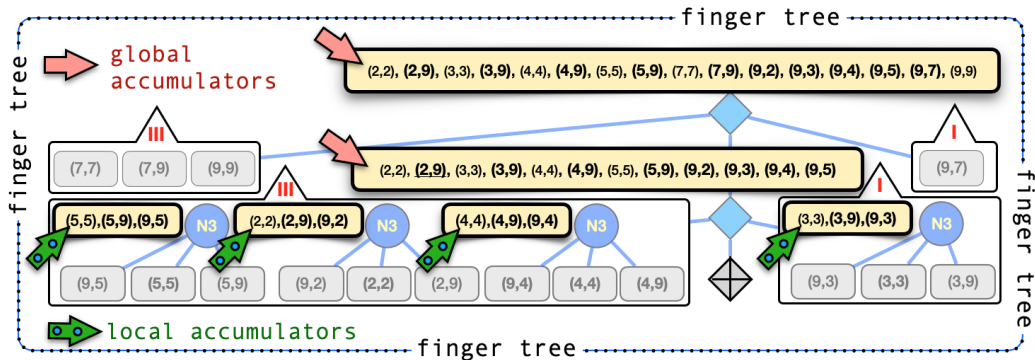 finger tree
global
accumulators
(2,2), (2,9), (3,3), (3,9), (4,4), (4,9), (5,5), (5,9), (7,7), (7,9), (9,2), (9,3), (9,4), (9,5), (9,7), (9,9)
finger tree
III
I
(7,7) (7,9) (9,9)
(2,2), (2,9), (3,3), (3,9), (4,4), (4,9), (5,5), (5,9), (9,2), (9,3), (9,4), (9,5)
(9,7)
III
I
(5,5),(5,9),(9,5) N3 (2,2),(2,9),(9,2) N3 (4,4),(4,9),(9,4) N3
(3,3),(3,9),(9,3) N3
(9,5) (5,5) (5,9) (9,2) (2,2) (2,9) (9,4) (4,4) (4,9)
(9,3) (3,3) (3,9)
finger tree
local accumulators
finger tree